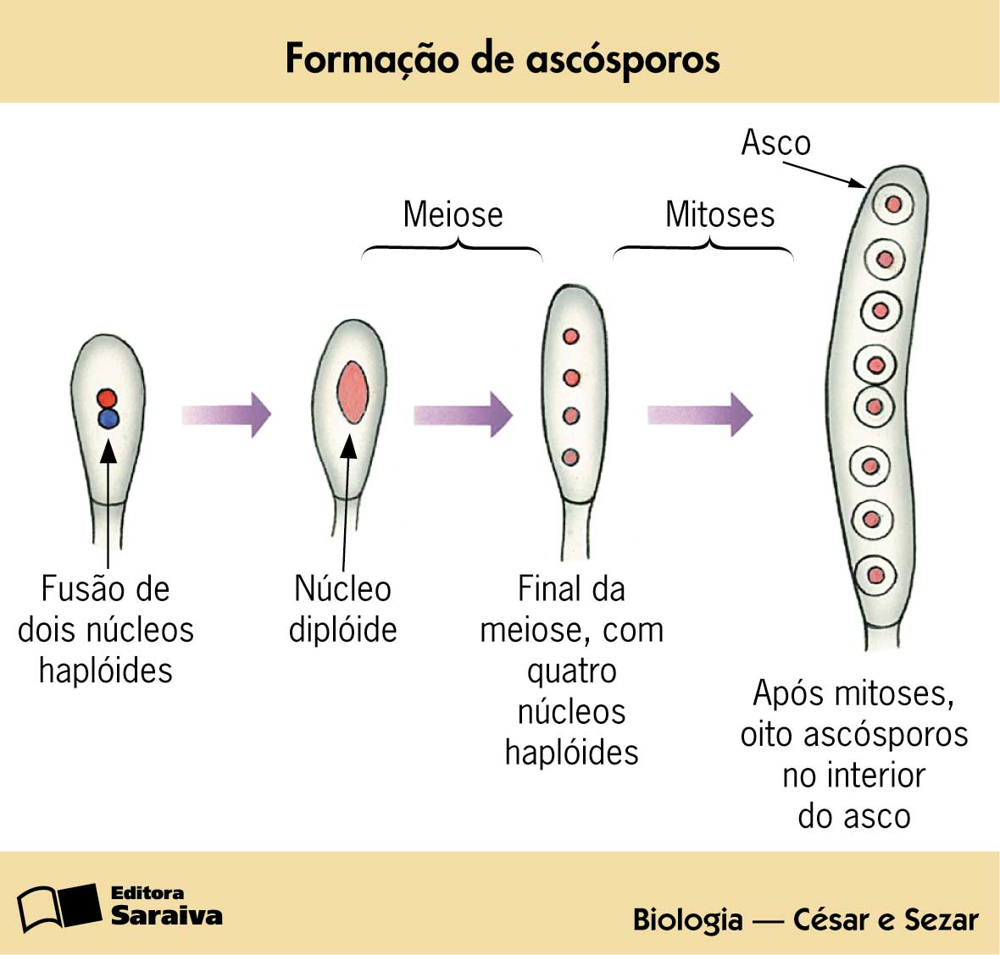 Formação de ascósporos
Asco
Meiose
Mitoses
Fusão de
dois núcleos
haplóides
Núcleo
diplóide
Final da
meiose, com
quatro
núcleos
haplóides
Após mitoses,
oito ascósporos
no interior
do asco
Editora
Saraiva
Biologia — César e Sezar